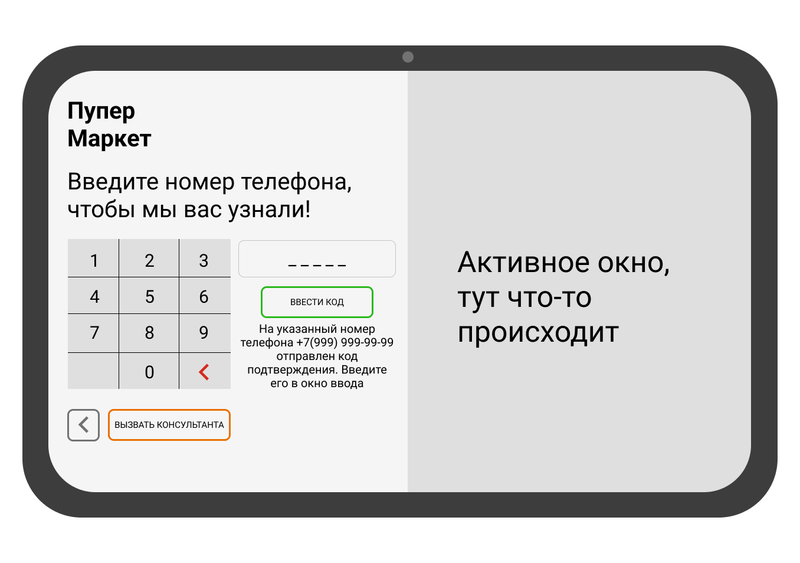 Пупер
Маркет
Введите номер телефона,
чтобы мы вас узнали!
1 2 3
4 5 6
7 8 9
0
_ _ _ _ _
ВВЕСТИ КОД
На указанный номер
телефона +7(999) 999-99-99
отправлен код
подтверждения. Введите
его в окно ввода
ВЫЗВАТЬ КОНСУЛЬТАНТА
Активное окно,
тут что-то
происходит